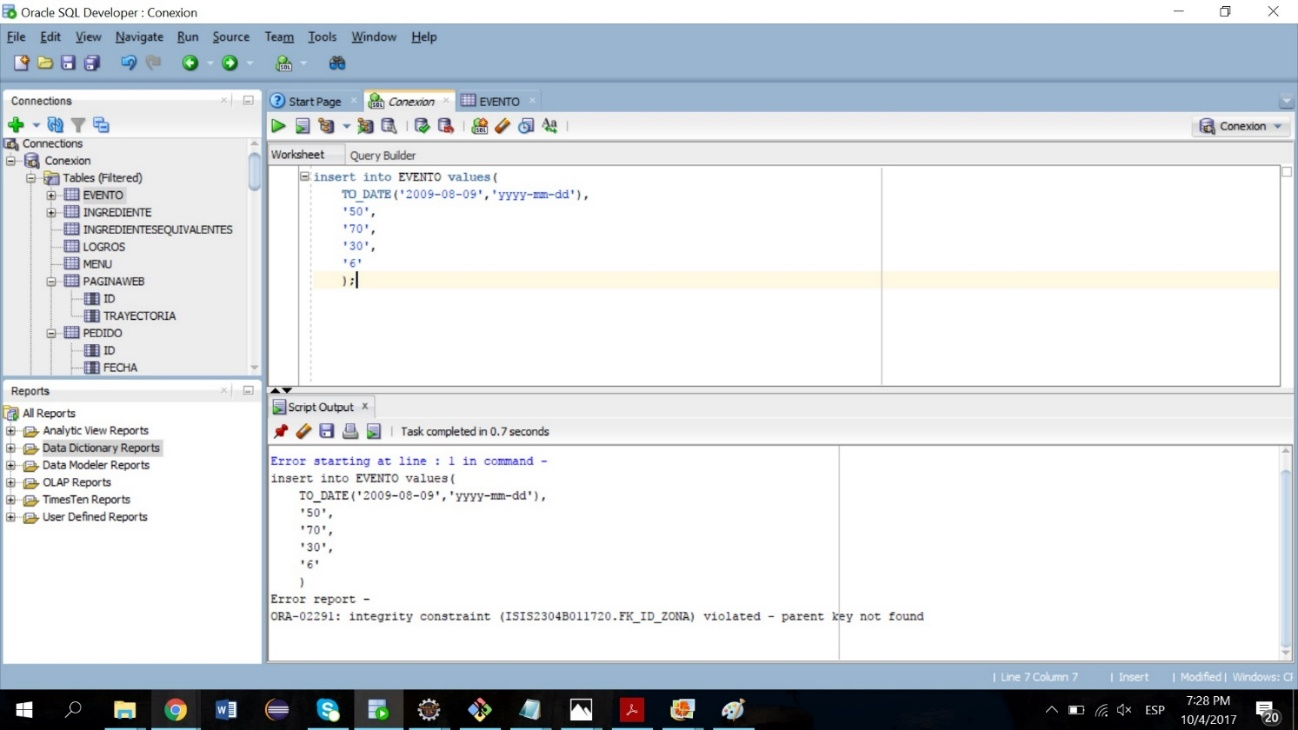 Oracle SQL Developer : Conexion
File Edit View Navigate Run Source Team Tools Window Help
Connections
Start Page
Conexion
EVENTO
Conexion
Connections
Conexion
Tables (Filtered)
EVENTO
INGREDIENTE
INGREDIENTESEQUIVALENTES
LOGROS
MENU
PAGINAWEB
ID
TRAYECTORIA
PEDIDO
ID
FECHA
Worksheet Query Builder
insert into EVENTO values(
TO_DATE('2009-08-09','yyyy-mm-dd'),
'50',
'70',
'30',
'6'
);
Reports
All Reports
Analytic View Reports
Data Dictionary Reports
Data Modeler Reports
OLAP Reports
TimesTen Reports
User Defined Reports
Script Output x
Task completed in 0.7 seconds
Error starting at line : 1 in command -
insert into EVENTO values(
TO_DATE('2009-08-09','yyyy-mm-dd'),
'50',
'70',
'30',
'6'
)
Error report -
ORA-02291: integrity constraint (ISIS2304B011720.FK_ID_ZONA) violated - parent key not found
| Line 7 Column 7 | Insert | Modified | Windows: C
ESP
7:28 PM
10/4/2017
20